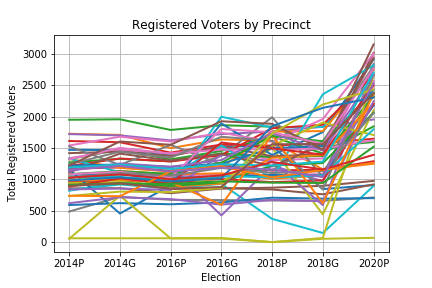 Registered Voters by Precinct
Total Registered Voters
3000
2500
2000
1500
1000
500
0
2014P 2014G 2016P 2016G 2018P 2018G 2020P
Election